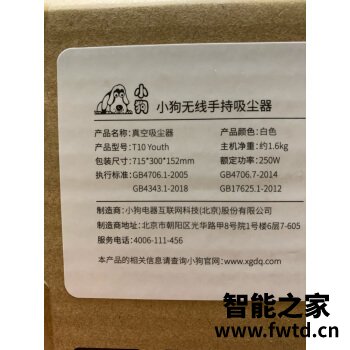 小狗
小狗无线手持吸尘器
产品名称：真空吸尘器 产品颜色：白色
产品型号：T10 Youth 主机净重：约1.6kg
包装尺寸：715*300*152mm 额定功率：250W
执行标准：GB4706.1-2005 GB4706.7-2014
GB4343.1-2018 GB17625.1-2012
制造商：小狗电器互联网科技(北京)股份有限公司
制造商地址：北京市朝阳区光华路甲8号院1号楼6层7-605
服务电话：4006-111-456
本产品的相关信息请查询小狗官网：www.xgdq.com
智能之家
www.fwtd.cn